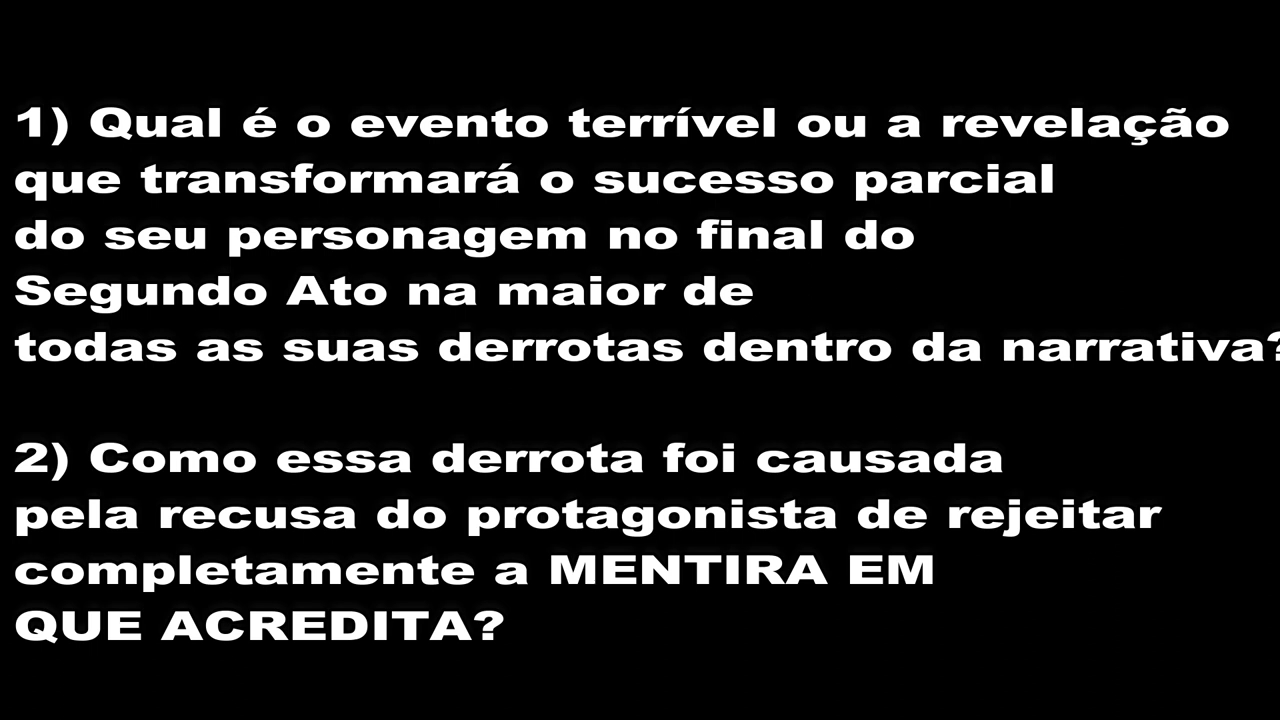 1) Qual é o evento terrível ou a revelação
que transformará o sucesso parcial
do seu personagem no final do
Segundo Ato na maior de
todas as suas derrotas dentro da narrativa?
2) Como essa derrota foi causada
pela recusa do protagonista de rejeitar
completamente a MENTIRA EM
QUE ACREDITA?